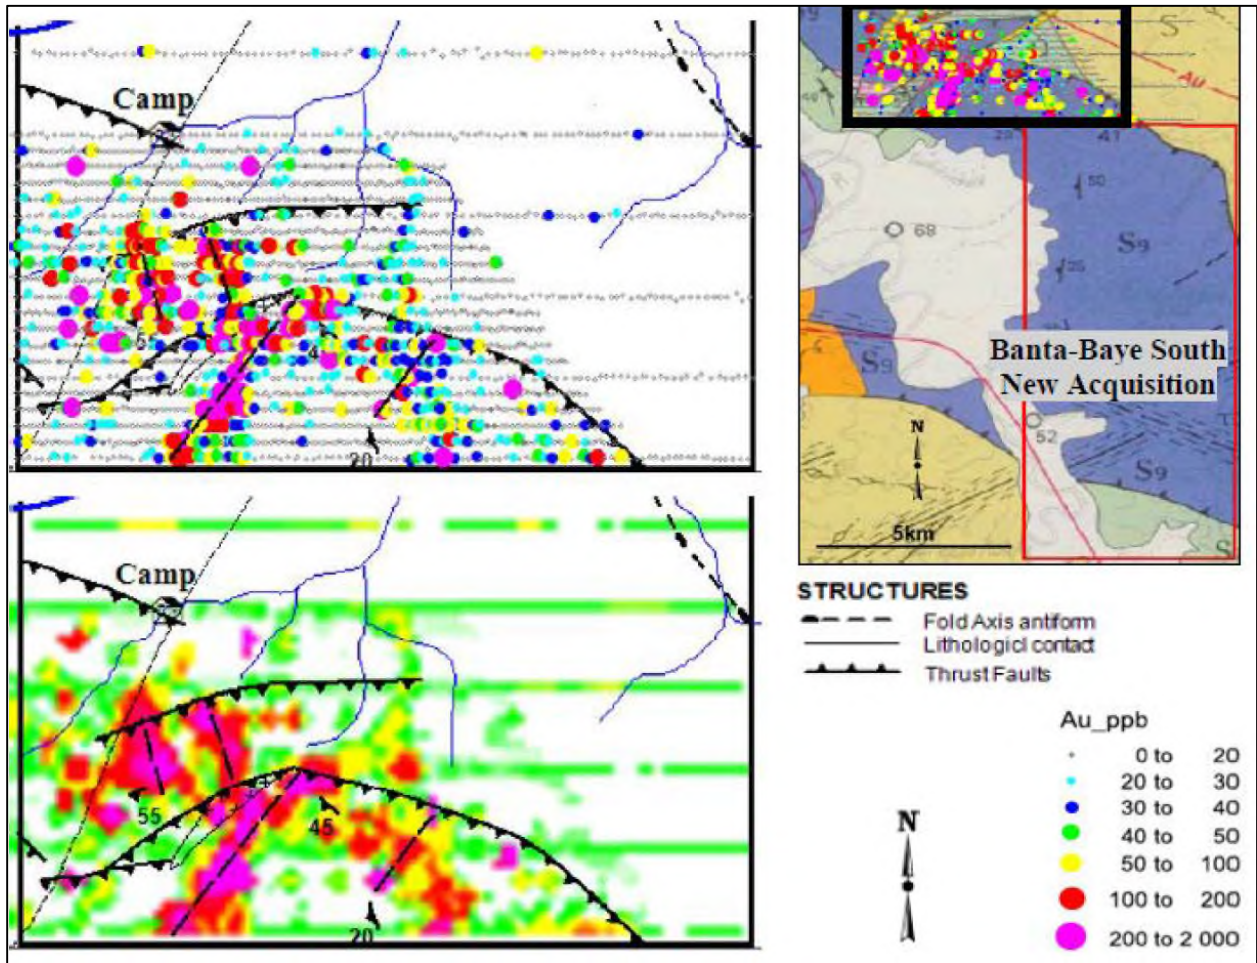 Camp
55
4
20
Camp
55
45
20
S
Au
41
50
68
S9
25
Banta-Baye South
New Acquisition
S9
N
52
S9
5km
S
STRUCTURES
Fold Axis antiform
Lithologicl contact
Thrust Faults
Au_ppb
0 to 20
20 to 30
30 to 40
40 to 50
50 to 100
100 to 200
200 to 2 000
N